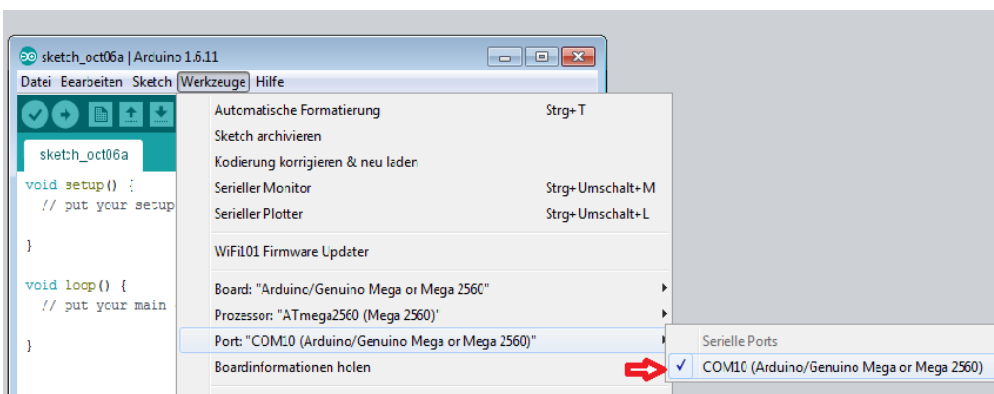 sketch_oct06a | Arduino 1.6.11
Datei Bearbeiten Sketch Werkzeuge Hilfe
sketch_oct06a
void setup() {
// put your setup
}
void loop() {
// put your main
}
Automatische Formatierung Strg+T
Sketch archivieren
Kodierung korrigieren & neu laden
Serieller Monitor Strg+Umschalt+M
Serieller Plotter Strg+Umschalt+L
WiFi101 Firmware Updater
Board: "Arduino/Genuino Mega or Mega 2560"
Prozessor: "ATmega2560 (Mega 2560)"
Port: "COM10 (Arduino/Genuino Mega or Mega 2560)"
Boardinformationen holen
Serielle Ports
COM10 (Arduino/Genuino Mega or Mega 2560)